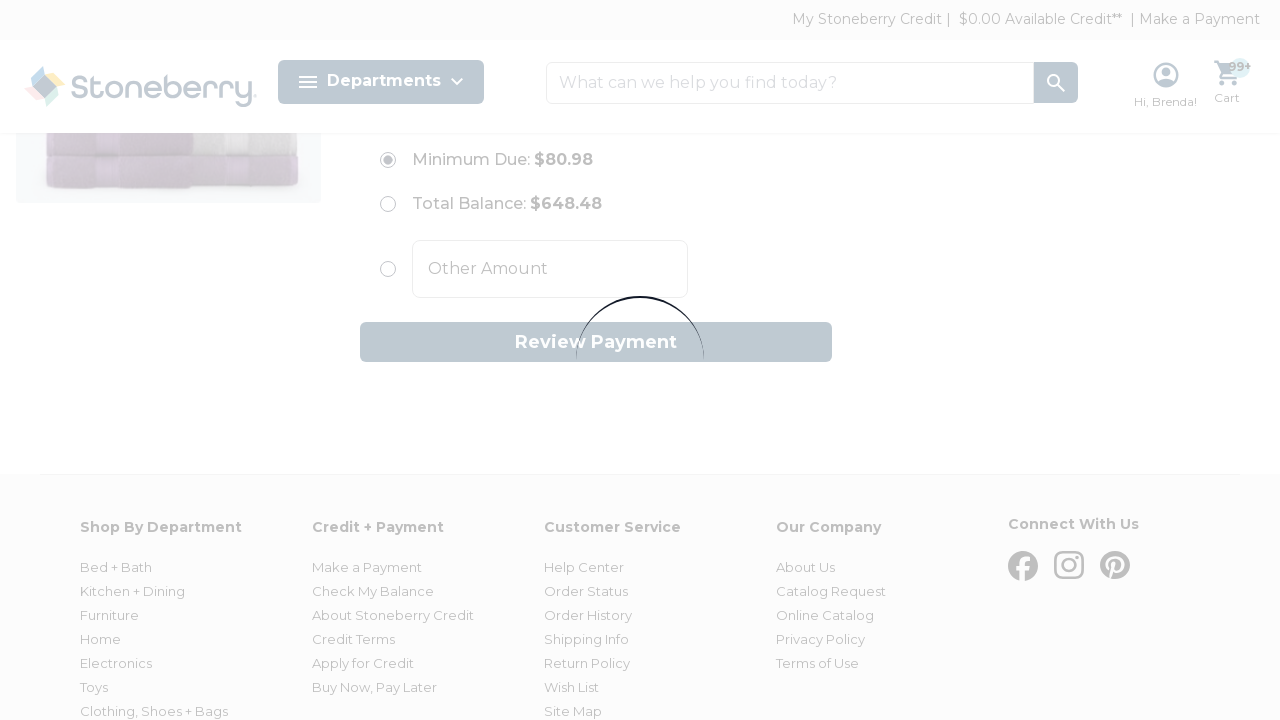 My Stoneberry Credit | $0.00 Available Credit** | Make a Payment
Stoneberry
Departments
What can we help you find today?
Hi, Brenda!
99+
Cart
Minimum Due: $80.98
Total Balance: $648.48
Other Amount
Review Payment
Shop By Department
Bed + Bath
Kitchen + Dining
Furniture
Home
Electronics
Toys
Clothing, Shoes + Bags
Credit + Payment
Make a Payment
Check My Balance
About Stoneberry Credit
Credit Terms
Apply for Credit
Buy Now, Pay Later
Customer Service
Help Center
Order Status
Order History
Shipping Info
Return Policy
Wish List
Site Map
Our Company
About Us
Catalog Request
Online Catalog
Privacy Policy
Terms of Use
Connect With Us